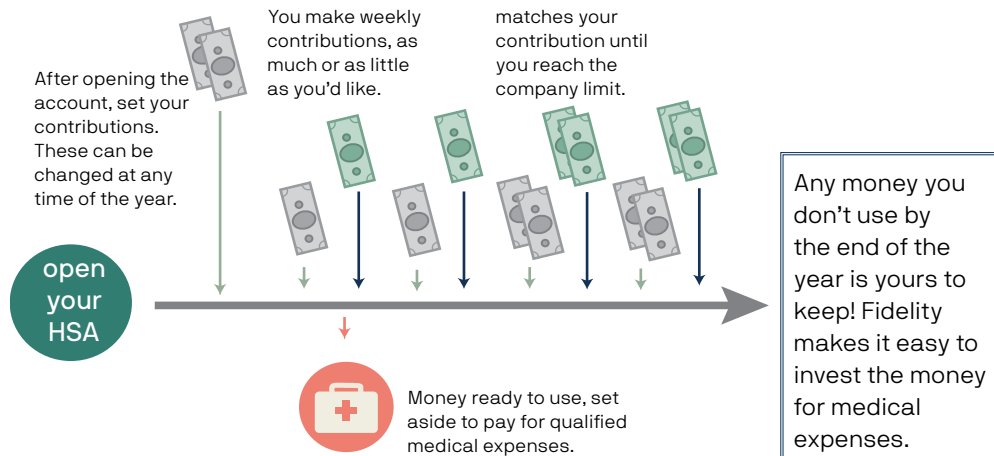 After opening the
account, set your
contributions.
These can be
changed at any
time of the year.
You make weekly
contributions, as
much or as little
as you'd like.
matches your
contribution until
you reach the
company limit.
open
your
HSA
Money ready to use, set
aside to pay for qualified
medical expenses.
Any money you
don't use by
the end of the
year is yours to
keep! Fidelity
makes it easy to
invest the money
for medical
expenses.